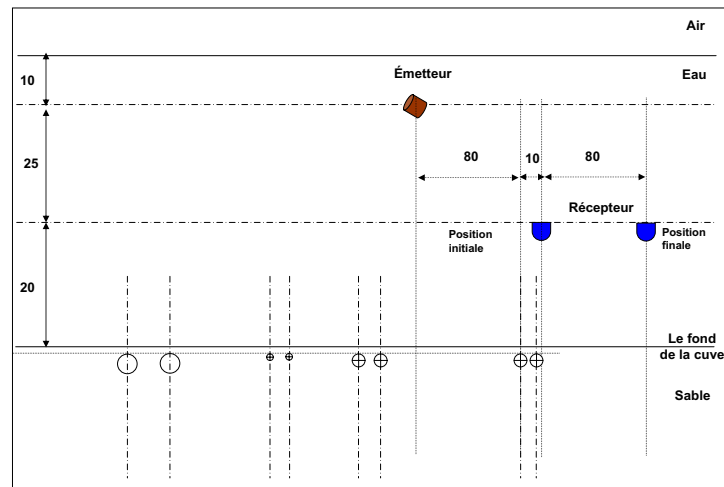 Air
10
Émetteur
Eau
25
80
10
80
Récepteur
Position
initiale
Position
finale
20
Le fond
de la cuve
Sable